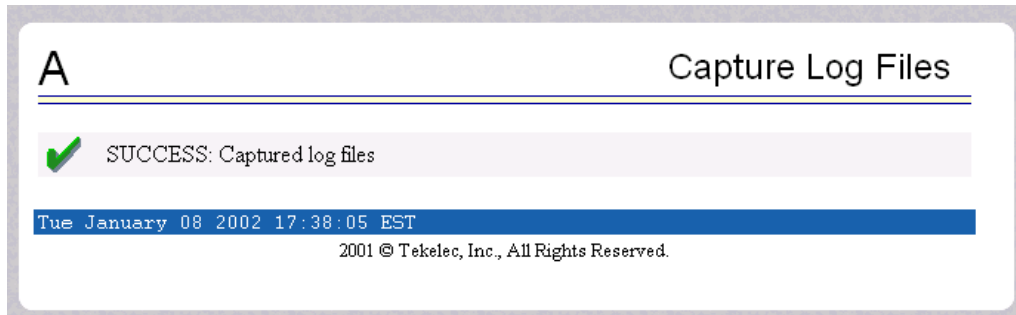 A
Capture Log Files
SUCCESS: Captured log files
Tue January 08 2002 17:38:05 EST
2001 © Tekelec, Inc., All Rights Reserved.